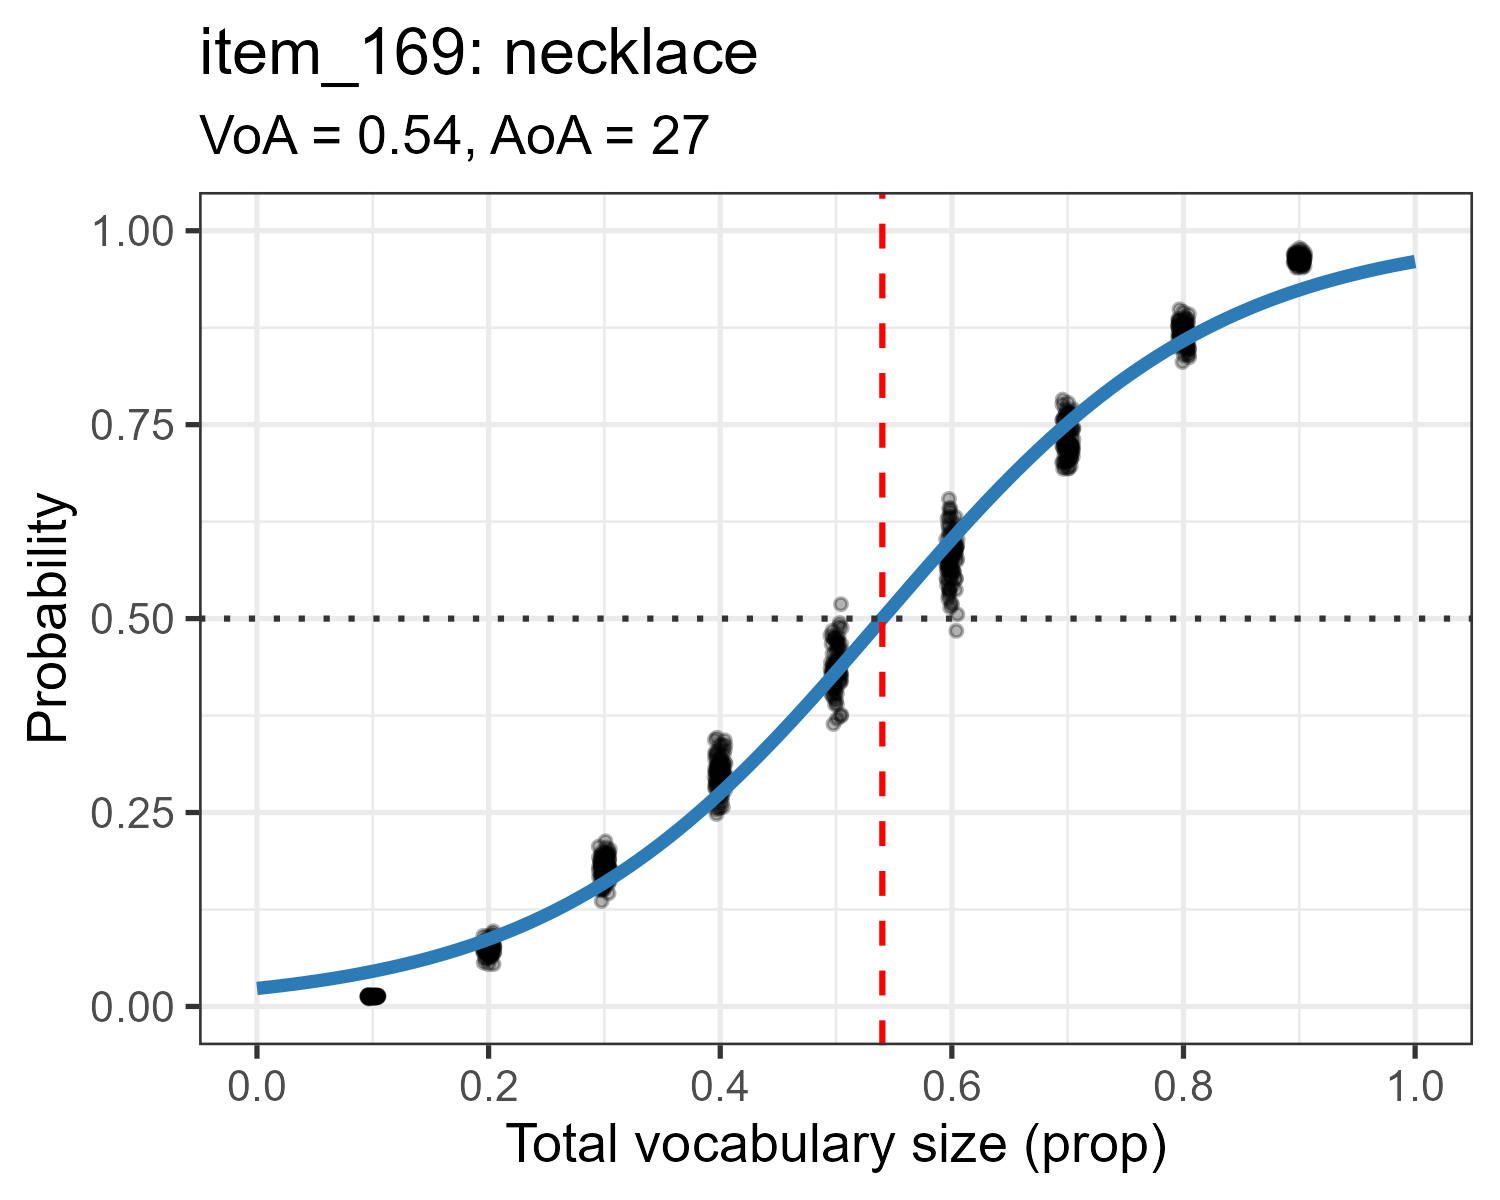 item_169: necklace
VoA = 0.54, AoA = 27
Probability
1.00
0.75
0.50
0.25
0.00
0.0 0.2 0.4 0.6 0.8 1.0
Total vocabulary size (prop)